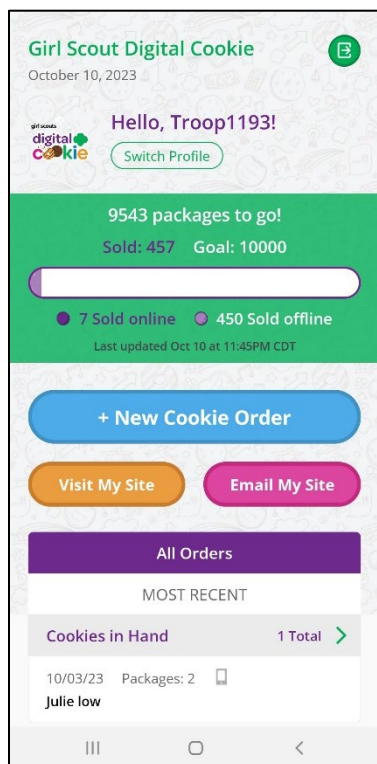 Girl Scout Digital Cookie
October 10, 2023
girl scouts
digital
cookie
Hello, Troop1193!
Switch Profile
9543 packages to go!
Sold: 457 Goal: 10000
7 Sold online 450 Sold offline
Last updated Oct 10 at 11:45PM CDT
+ New Cookie Order
Visit My Site Email My Site
All Orders
MOST RECENT
Cookies in Hand 1 Total
10/03/23 Packages: 2
Julie low